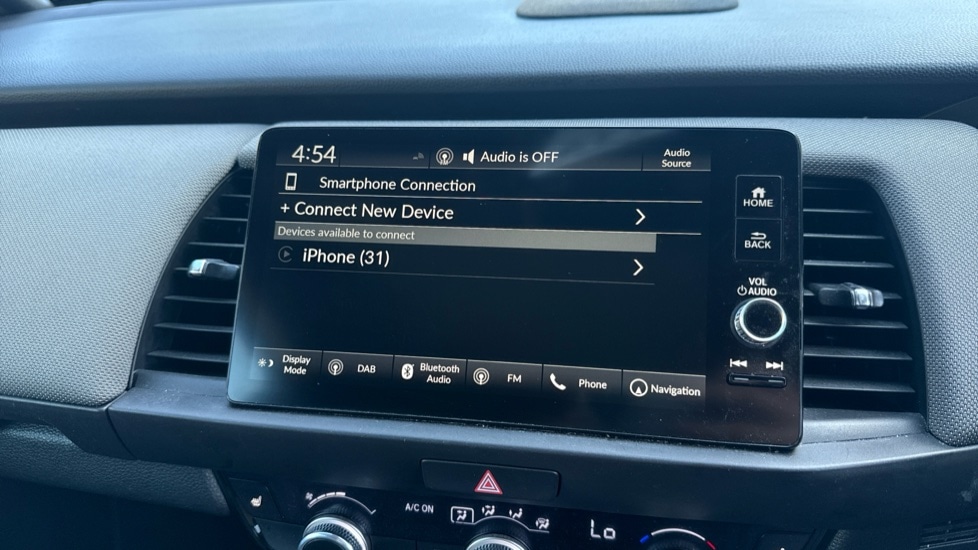 4:54
Audio is OFF
Audio
Source
Smartphone Connection
+ Connect New Device
Devices available to connect
iPhone (31)
HOME
BACK
VOL
AUDIO
Display
Mode
DAB
Bluetooth
Audio
FM
Phone
Navigation
A/C ON
Lo